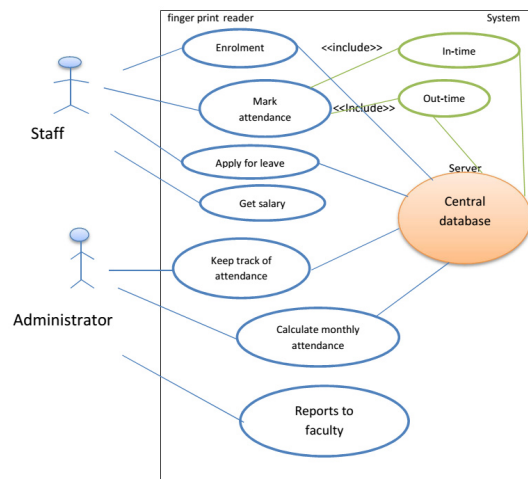 finger print reader
System
Enrolment
<<include>>
In-time
Mark
attendance
<<Include>>
Out-time
Staff
Apply for leave
Server
Get salary
Central
database
Keep track of
attendance
Administrator
Calculate monthly
attendance
Reports to
faculty